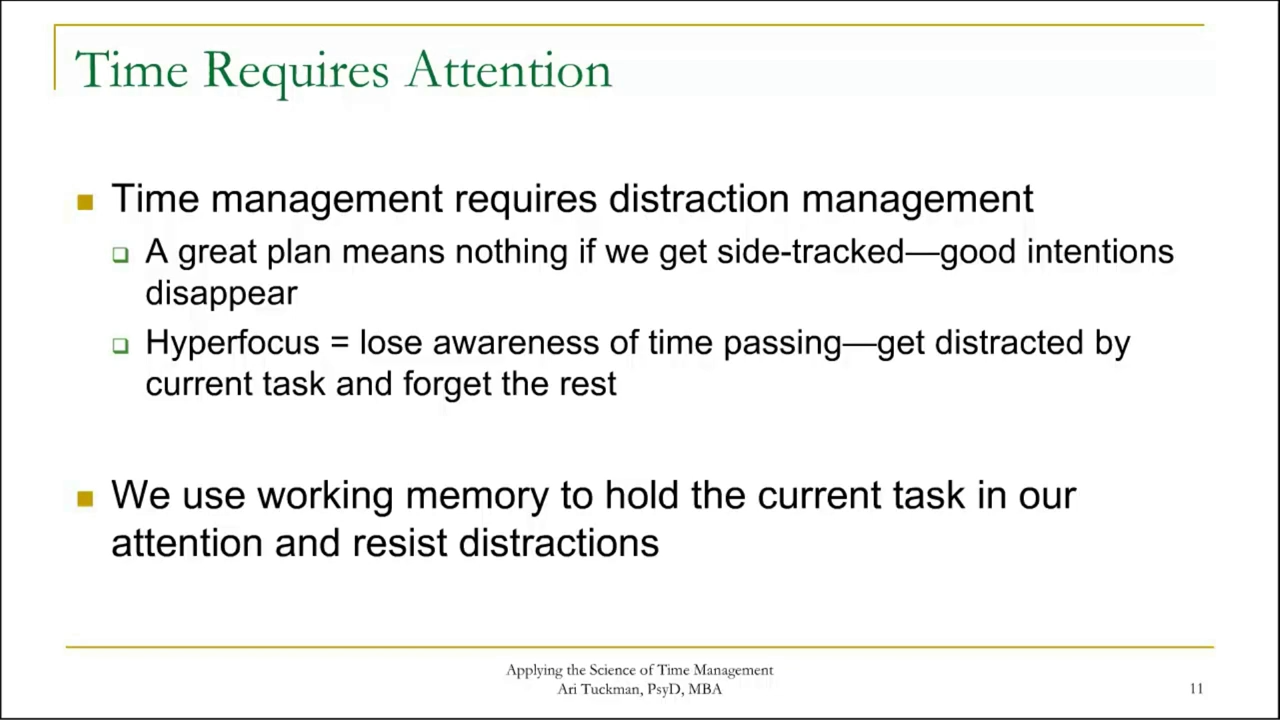 Time Requires Attention
Time management requires distraction management
A great plan means nothing if we get side-tracked—good intentions
disappear
Hyperfocus = lose awareness of time passing—get distracted by
current task and forget the rest
We use working memory to hold the current task in our
attention and resist distractions
Applying the Science of Time Management
Ari Tuckman, PsyD, MBA
11